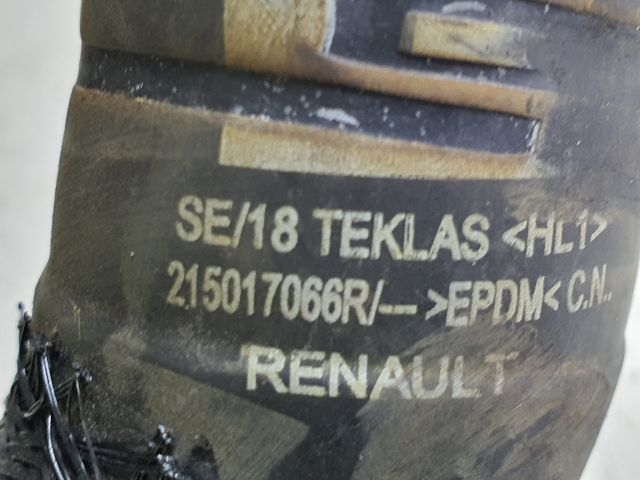 SE/18 TEKLAS <HL1>
215017066R/--->EPDM< C.N..
RENAULT